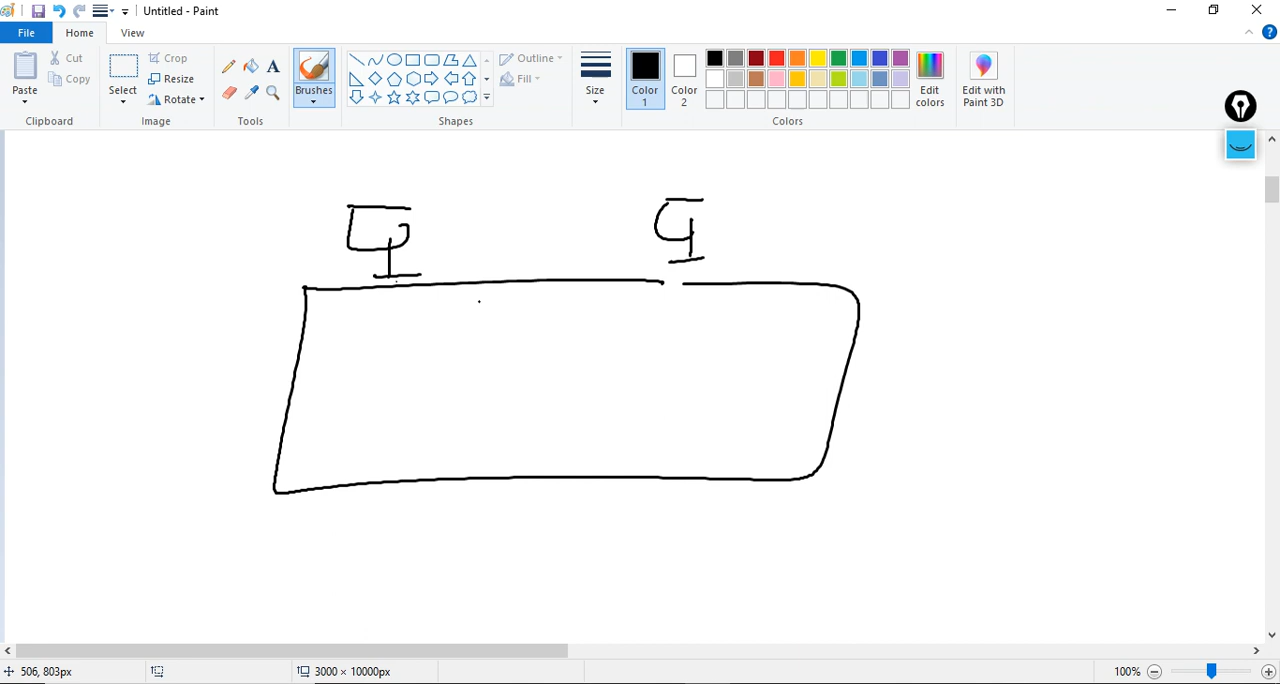 Untitled - Paint
File Home View
Cut
Copy
Paste
Clipboard
Crop
Resize
Rotate
Select
Image
A
Tools
Brushes
Outline
Fill
Shapes
Size
Color 1
Color 2
Edit colors
Colors
Edit with Paint 3D
506, 803px
3000 × 10000px
100%